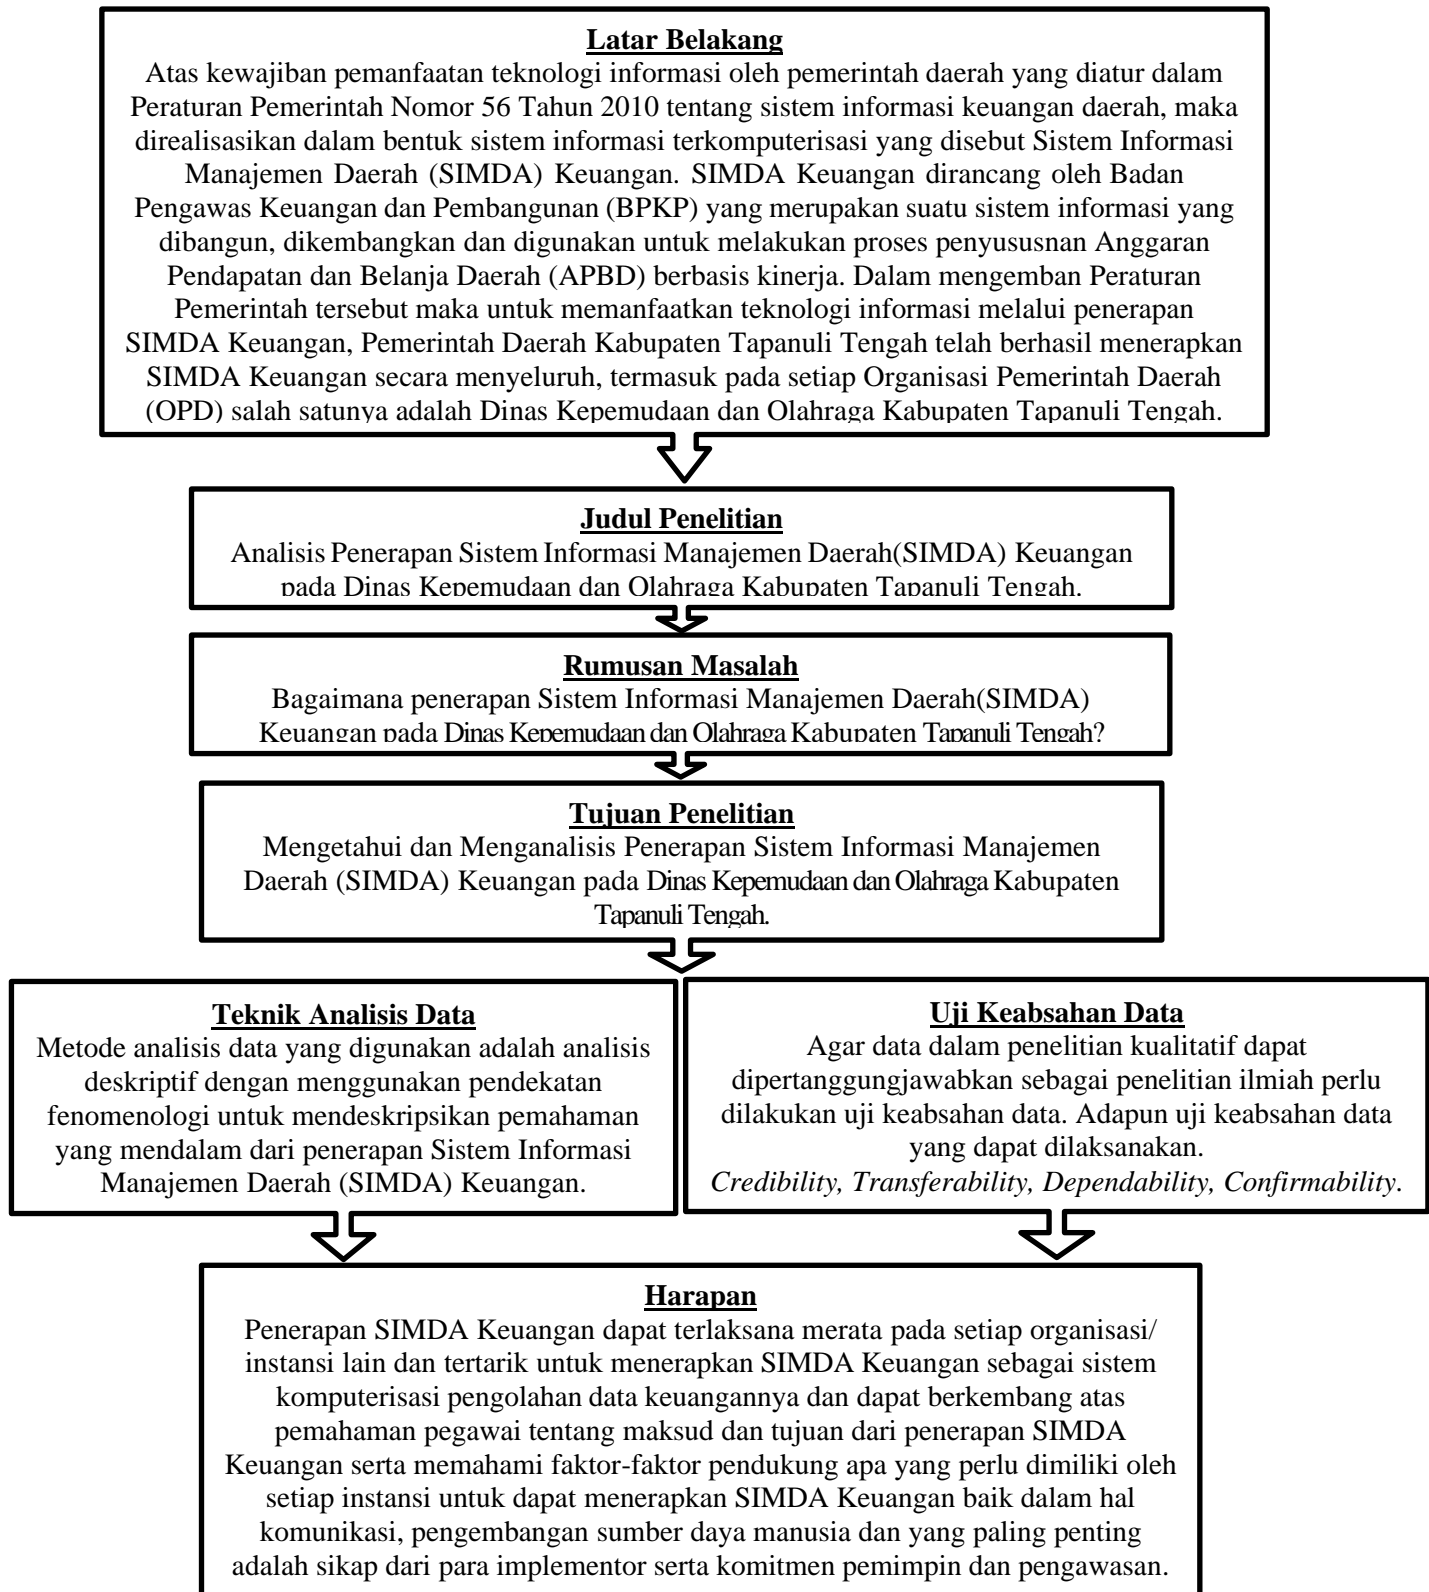 Latar Belakang
Atas kewajiban pemanfaatan teknologi informasi oleh pemerintah daerah yang diatur dalam
Peraturan Pemerintah Nomor 56 Tahun 2010 tentang sistem informasi keuangan daerah, maka
direalisasikan dalam bentuk sistem informasi terkomputerisasi yang disebut Sistem Informasi
Manajemen Daerah (SIMDA) Keuangan. SIMDA Keuangan dirancang oleh Badan
Pengawas Keuangan dan Pembangunan (BPKP) yang merupakan suatu sistem informasi yang
dibangun, dikembangkan dan digunakan untuk melakukan proses penyususnan Anggaran
Pendapatan dan Belanja Daerah (APBD) berbasis kinerja. Dalam mengemban Peraturan
Pemerintah tersebut maka untuk memanfaatkan teknologi informasi melalui penerapan
SIMDA Keuangan, Pemerintah Daerah Kabupaten Tapanuli Tengah telah berhasil menerapkan
SIMDA Keuangan secara menyeluruh, termasuk pada setiap Organisasi Pemerintah Daerah
(OPD) salah satunya adalah Dinas Kepemudaan dan Olahraga Kabupaten Tapanuli Tengah.
Judul Penelitian
Analisis Penerapan Sistem Informasi Manajemen Daerah(SIMDA) Keuangan
pada Dinas Kepemudaan dan Olahraga Kabupaten Tapanuli Tengah.
Rumusan Masalah
Bagaimana penerapan Sistem Informasi Manajemen Daerah(SIMDA)
Keuangan pada Dinas Kepemudaan dan Olahraga Kabupaten Tapanuli Tengah?
Tujuan Penelitian
Mengetahui dan Menganalisis Penerapan Sistem Informasi Manajemen
Daerah (SIMDA) Keuangan pada Dinas Kepemudaan dan Olahraga Kabupaten
Tapanuli Tengah.
Teknik Analisis Data
Metode analisis data yang digunakan adalah analisis
deskriptif dengan menggunakan pendekatan
fenomenologi untuk mendeskripsikan pemahaman
yang mendalam dari penerapan Sistem Informasi
Manajemen Daerah (SIMDA) Keuangan.
Uji Keabsahan Data
Agar data dalam penelitian kualitatif dapat
dipertanggungjawabkan sebagai penelitian ilmiah perlu
dilakukan uji keabsahan data. Adapun uji keabsahan data
yang dapat dilaksanakan.
Credibility, Transferability, Dependability, Confirmability.
Harapan
Penerapan SIMDA Keuangan dapat terlaksana merata pada setiap organisasi/
instansi lain dan tertarik untuk menerapkan SIMDA Keuangan sebagai sistem
komputerisasi pengolahan data keuangannya dan dapat berkembang atas
pemahaman pegawai tentang maksud dan tujuan dari penerapan SIMDA
Keuangan serta memahami faktor-faktor pendukung apa yang perlu dimiliki oleh
setiap instansi untuk dapat menerapkan SIMDA Keuangan baik dalam hal
komunikasi, pengembangan sumber daya manusia dan yang paling penting
adalah sikap dari para implementor serta komitmen pemimpin dan pengawasan.